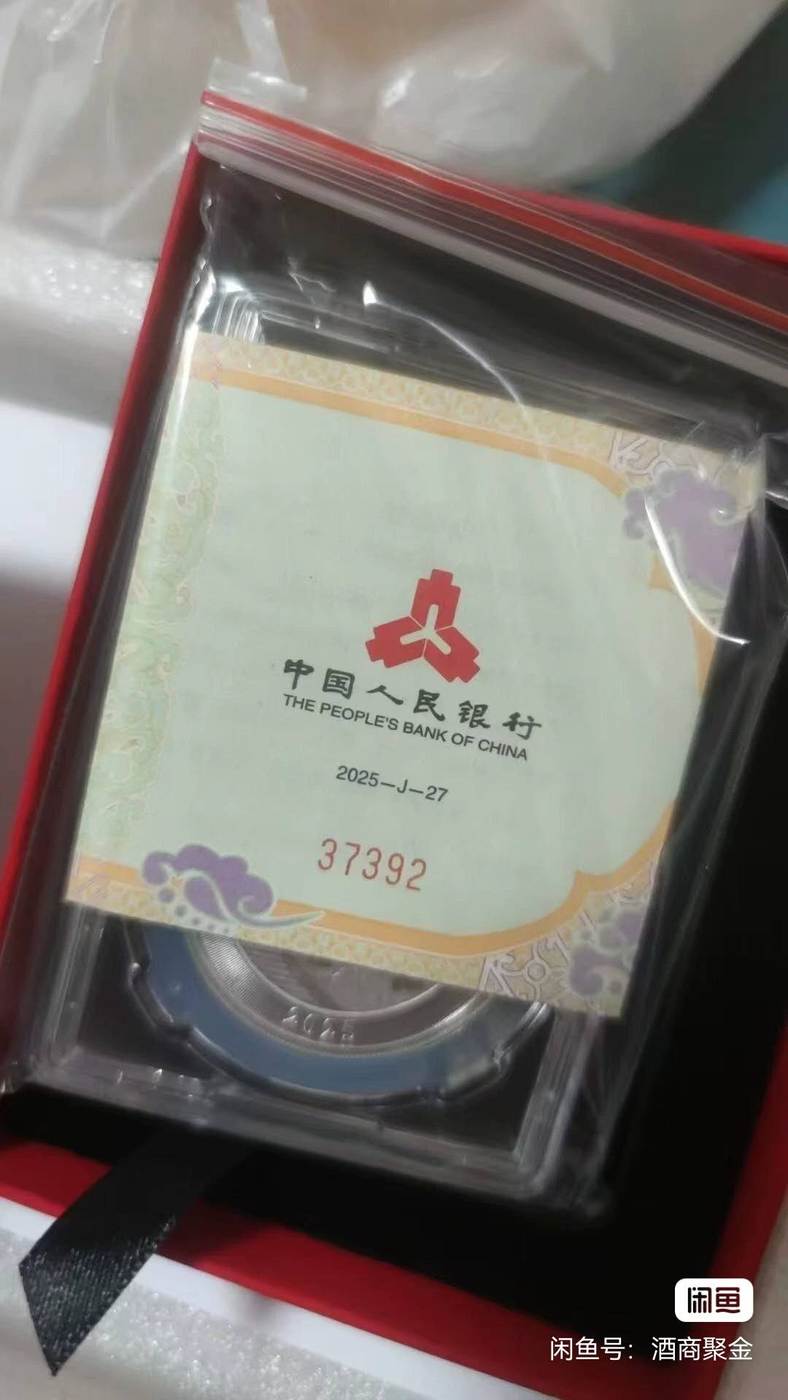 中国人民银行
THE PEOPLE'S BANK OF CHINA
2025—J—27
37392
2025
闲鱼
闲鱼号：酒商聚金